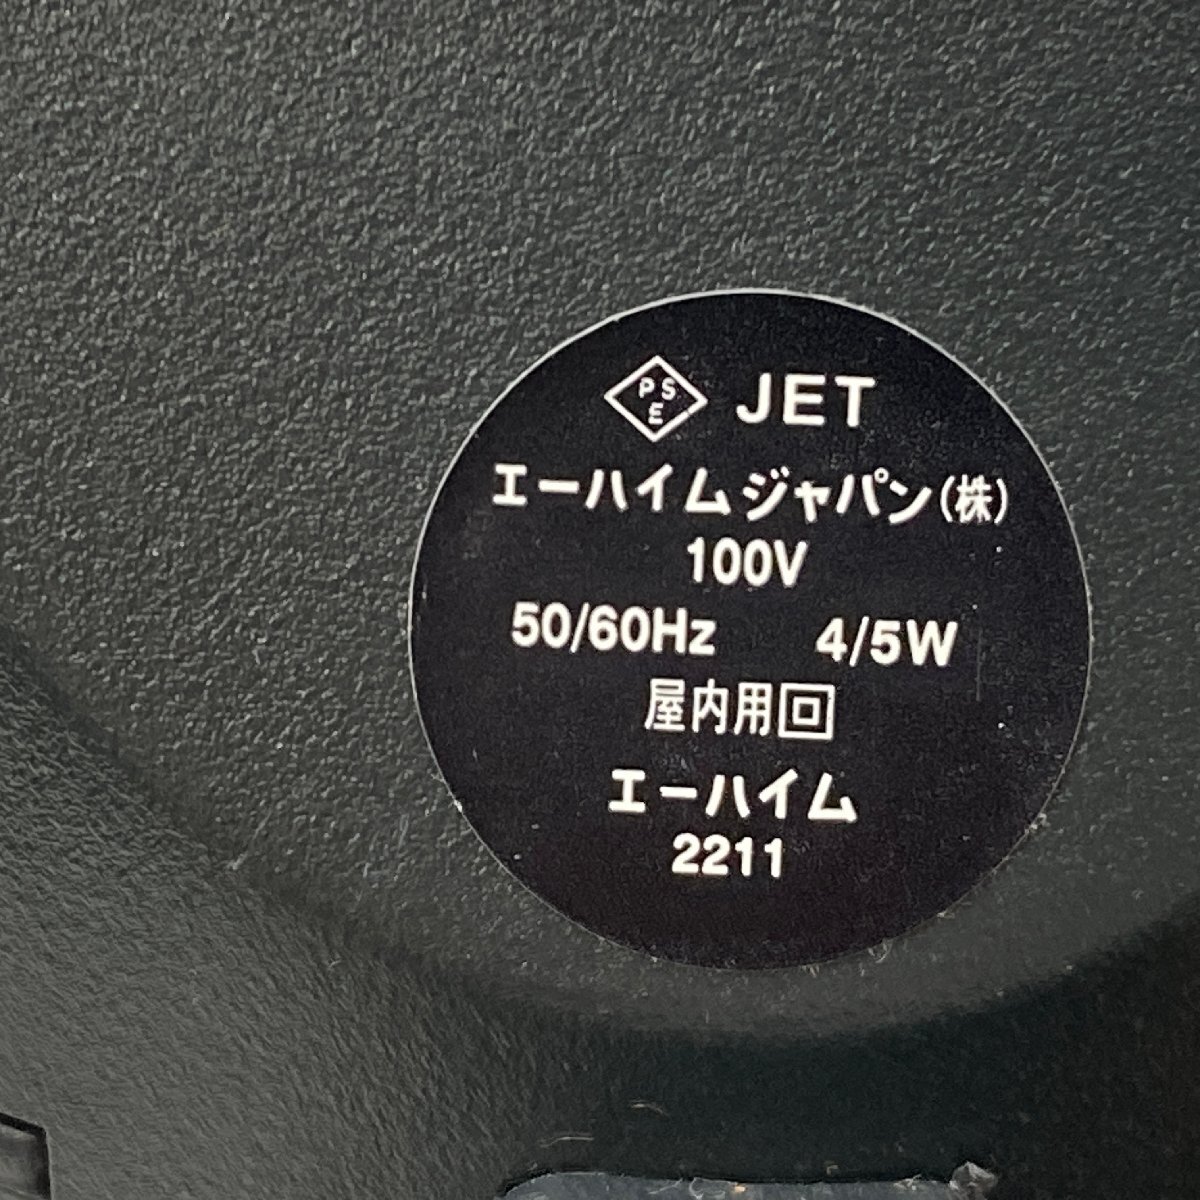 PSE JET
エーハイムジャパン(株)
100V
50/60Hz 4/5W
屋内用回
エーハイム
2211